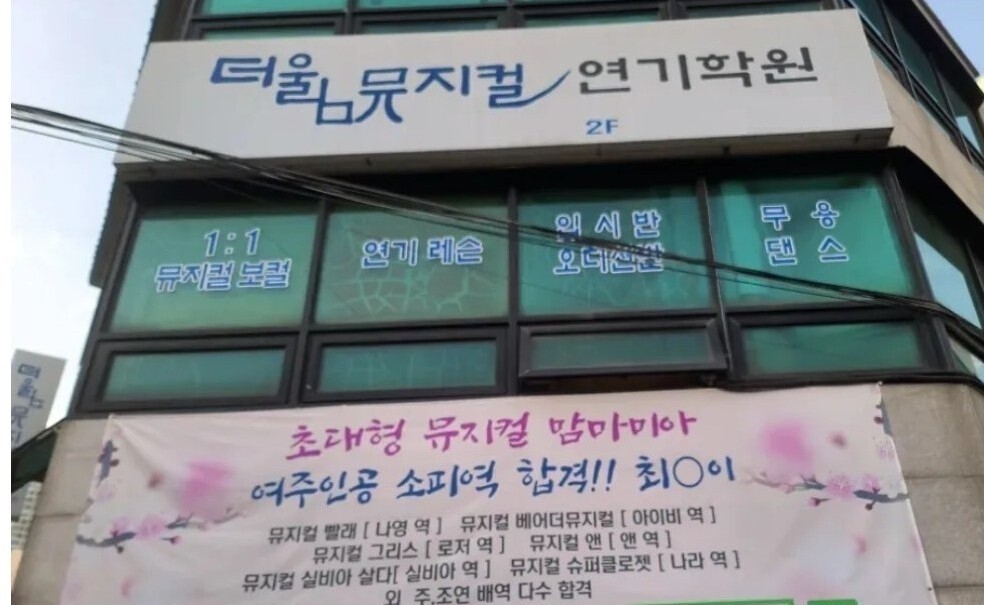 더울림뮤지컬 연기학원
2F
1:1
뮤지컬 보컬
연기 레슨
입시반
오디션반
무용
댄스
초대형 뮤지컬 맘마미아
여주인공 소피역 합격!! 최○이
뮤지컬 빨래 [ 나영 역 ] 뮤지컬 베어더뮤지컬 [ 아이비 역 ]
뮤지컬 그리스 [ 로저 역 ] 뮤지컬 앤 [ 앤 역 ]
뮤지컬 실비아 살다[ 실비아 역 ] 뮤지컬 슈퍼클로젯 [ 나라 역 ]
외 주,조연 배역 다수 합격